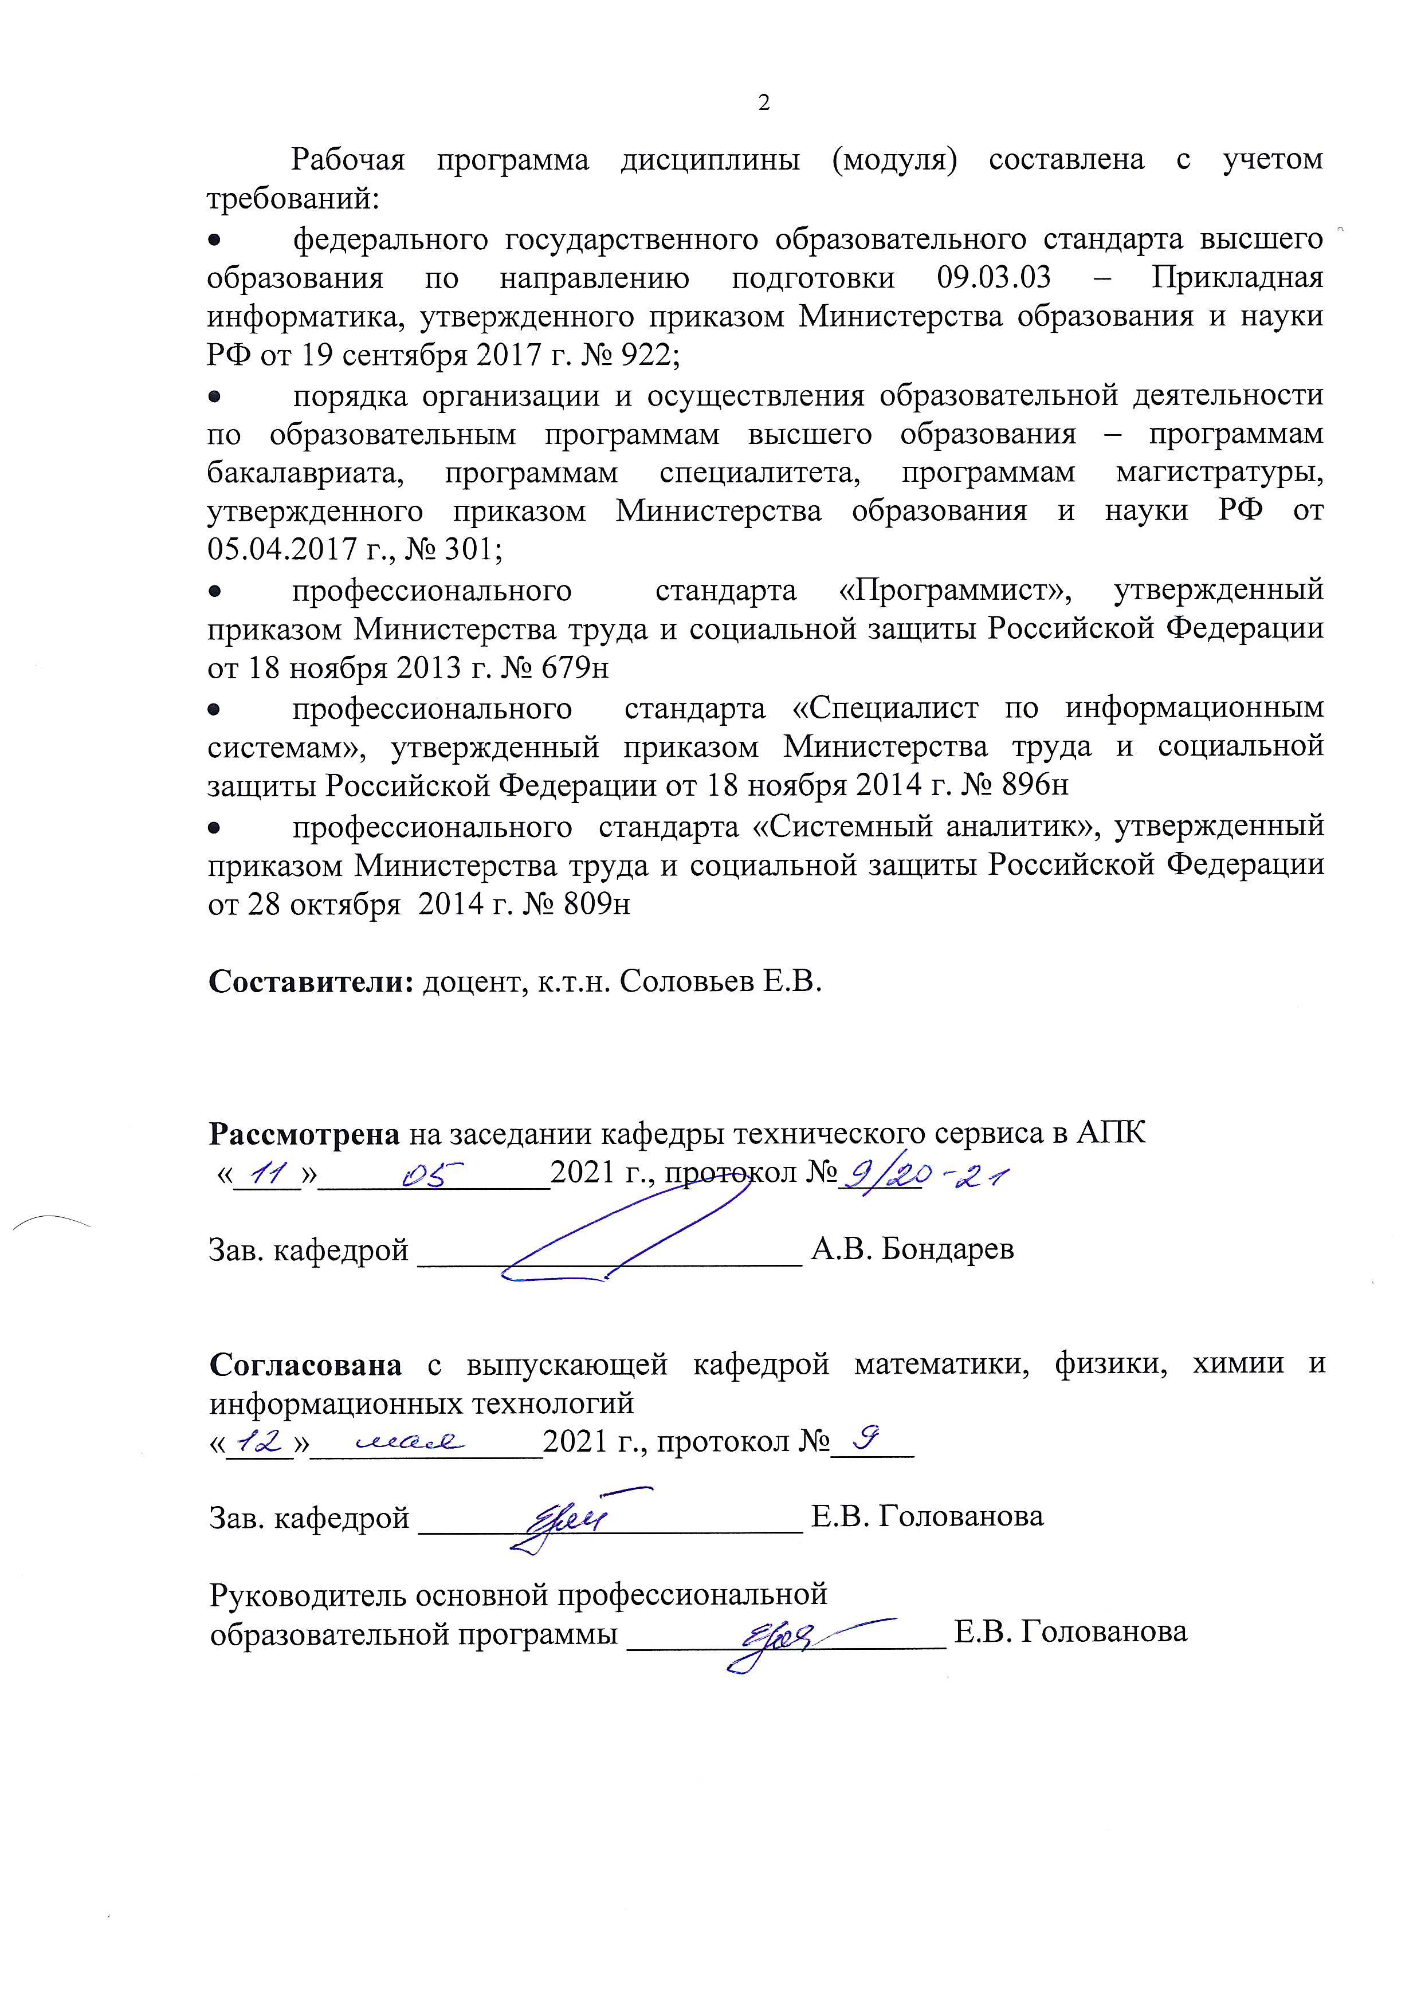 2
Рабочая программа дисциплины (модуля) составлена с учетом
требований:
• федерального государственного образовательного стандарта высшего
образования по направлению подготовки 09.03.03 – Прикладная
информатика, утвержденного приказом Министерства образования и науки
РФ от 19 сентября 2017 г. № 922;
• порядка организации и осуществления образовательной деятельности
по образовательным программам высшего образования – программам
бакалавриата, программам специалитета, программам магистратуры,
утвержденного приказом Министерства образования и науки РФ от
05.04.2017 г., № 301;
• профессионального стандарта «Программист», утвержденный
приказом Министерства труда и социальной защиты Российской Федерации
от 18 ноября 2013 г. № 679н
• профессионального стандарта «Специалист по информационным
системам», утвержденный приказом Министерства труда и социальной
защиты Российской Федерации от 18 ноября 2014 г. № 896н
• профессионального стандарта «Системный аналитик», утвержденный
приказом Министерства труда и социальной защиты Российской Федерации
от 28 октября 2014 г. № 809н
Составители: доцент, к.т.н. Соловьев Е.В.
Рассмотрена на заседании кафедры технического сервиса в АПК
«11» 05 2021 г., протокол № 9/20-21
Зав. кафедрой ______________________ А.В. Бондарев
Согласована с выпускающей кафедрой математики, физики, химии и
информационных технологий
«12» мая 2021 г., протокол № 9
Зав. кафедрой ______________________ Е.В. Голованова
Руководитель основной профессиональной
образовательной программы __________________ Е.В. Голованова